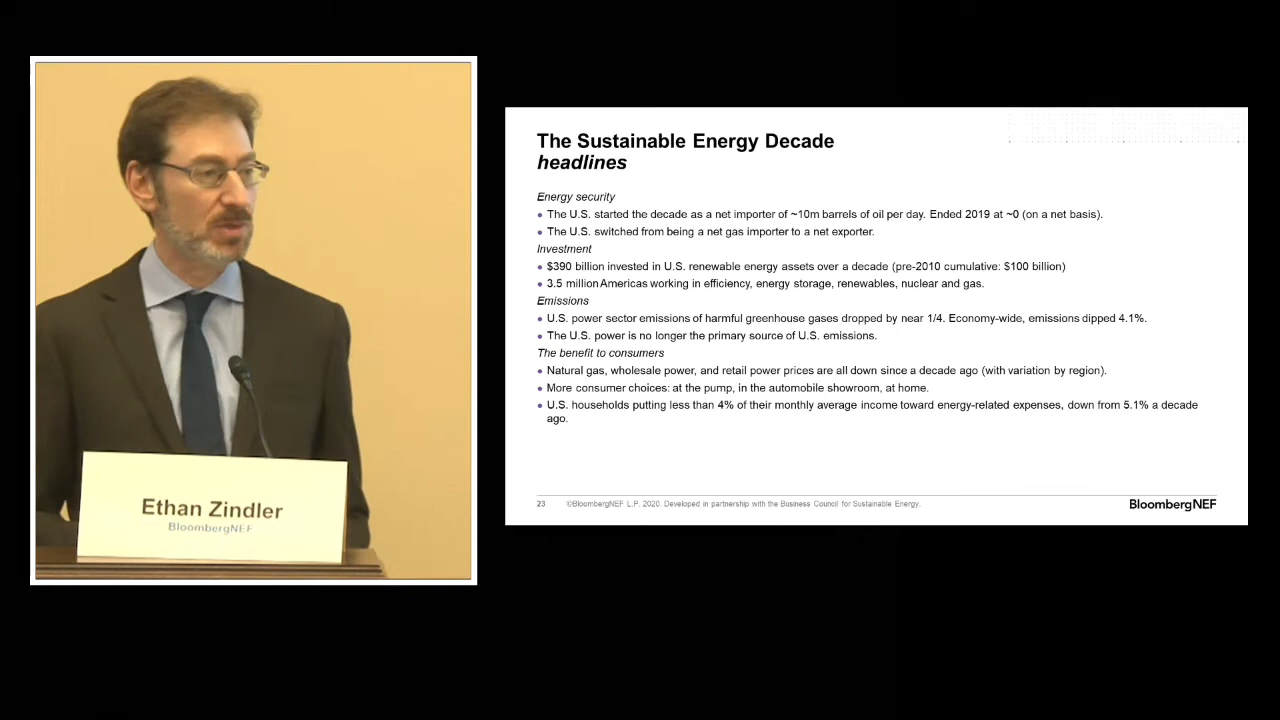 Ethan Zindler
BloombergNEF
The Sustainable Energy Decade
headlines
Energy security
• The U.S. started the decade as a net importer of ~10m barrels of oil per day. Ended 2019 at ~0 (on a net basis).
• The U.S. switched from being a net gas importer to a net exporter.
Investment
• $390 billion invested in U.S. renewable energy assets over a decade (pre-2010 cumulative: $100 billion)
• 3.5 million Americas working in efficiency, energy storage, renewables, nuclear and gas.
Emissions
• U.S. power sector emissions of harmful greenhouse gases dropped by near 1/4. Economy-wide, emissions dipped 4.1%.
• The U.S. power is no longer the primary source of U.S. emissions.
The benefit to consumers
• Natural gas, wholesale power, and retail power prices are all down since a decade ago (with variation by region).
• More consumer choices: at the pump, in the automobile showroom, at home.
• U.S. households putting less than 4% of their monthly average income toward energy-related expenses, down from 5.1% a decade
ago.
23 ©BloombergNEF L.P. 2020. Developed in partnership with the Business Council for Sustainable Energy.
BloombergNEF